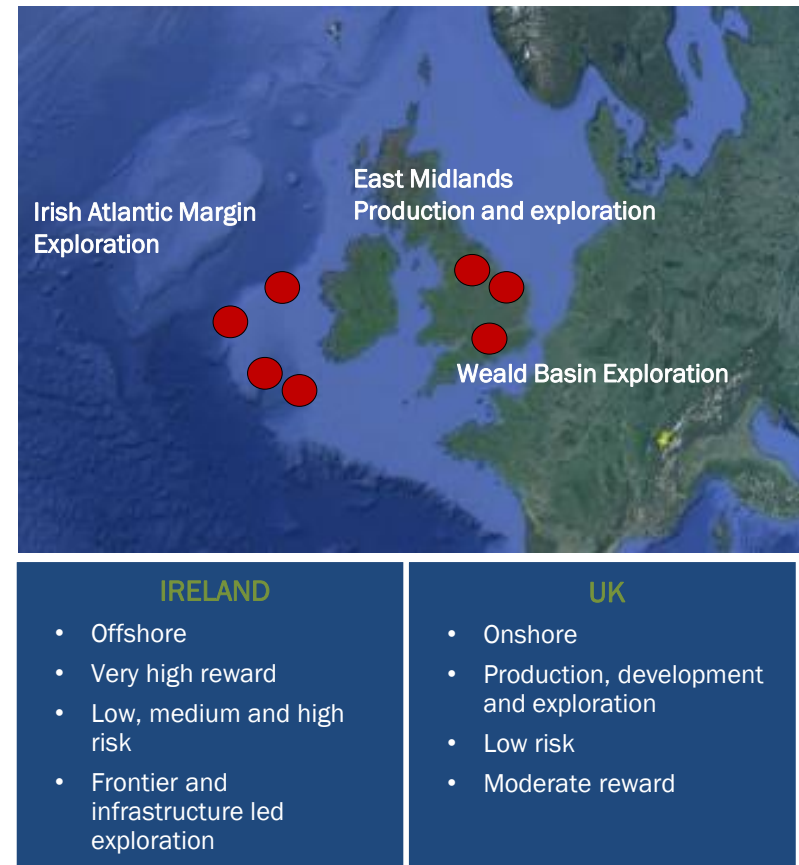 East Midlands
Production and exploration
Irish Atlantic Margin
Exploration
Weald Basin Exploration
IRELAND
• Offshore
• Very high reward
• Low, medium and high
risk
• Frontier and
infrastructure led
exploration
UK
• Onshore
• Production, development
and exploration
• Low risk
• Moderate reward